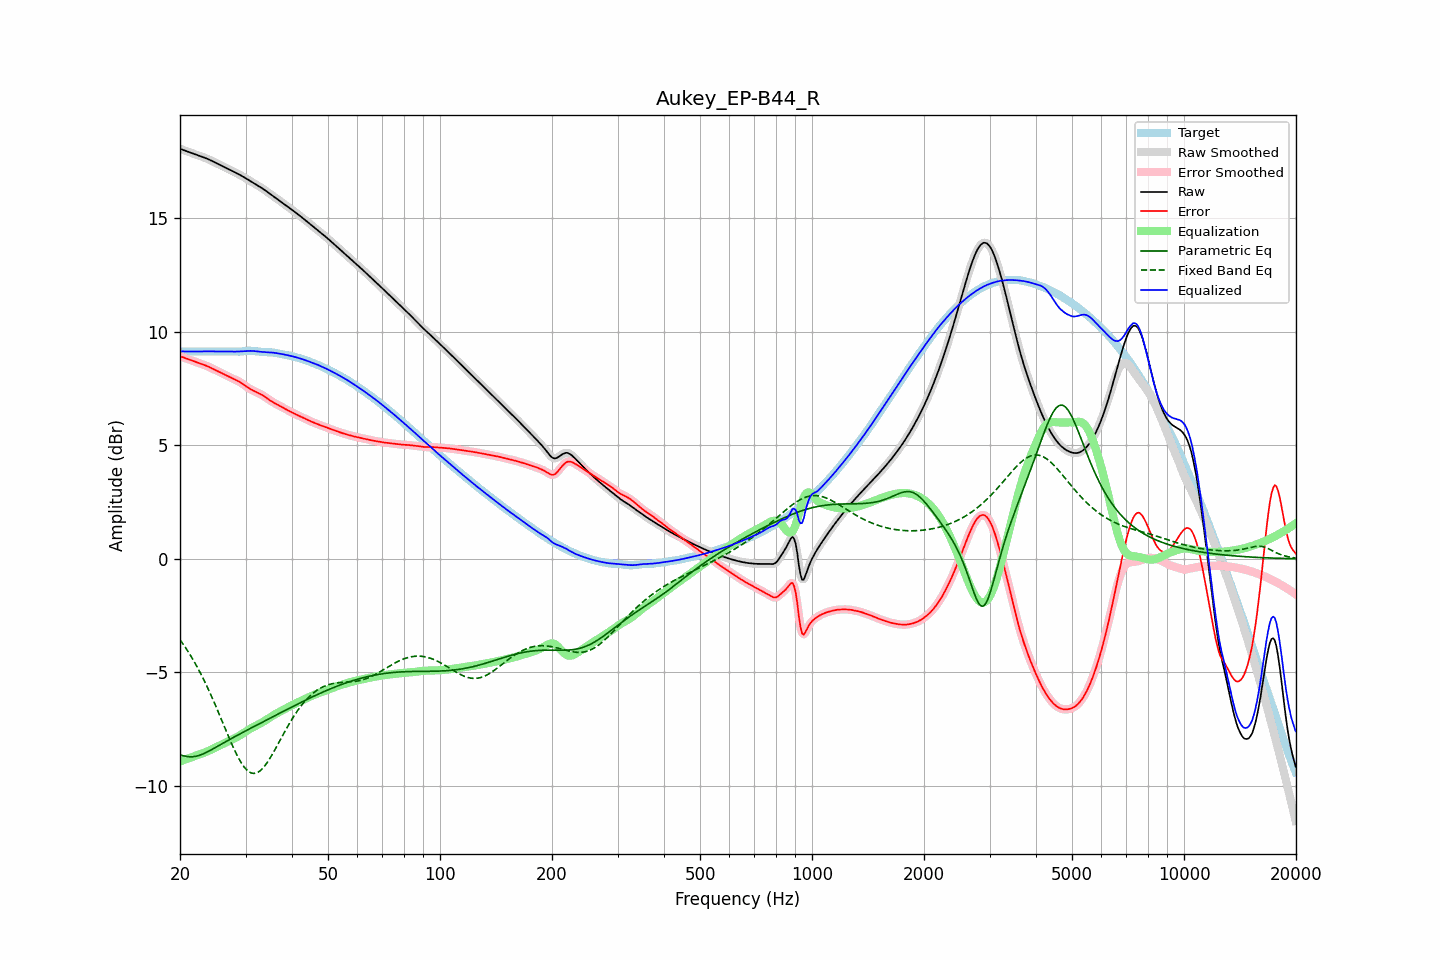 Aukey_EP-B44_R
Amplitude (dBr)
15
10
5
0
−5
−10
20
50
100
200
500
1000
2000
5000
10000
20000
Frequency (Hz)
Target
Raw Smoothed
Error Smoothed
Raw
Error
Equalization
Parametric Eq
Fixed Band Eq
Equalized